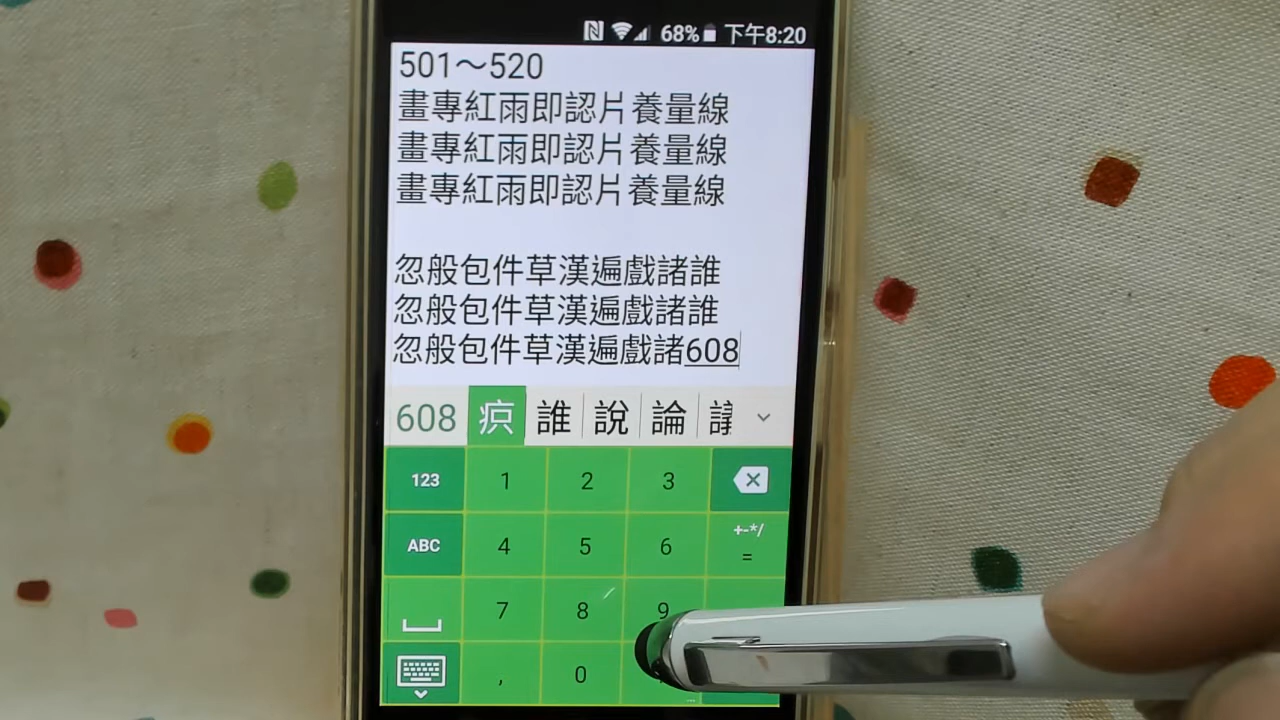 68% 下午8:20
501～520
畫專紅雨即認片養量線
畫專紅雨即認片養量線
畫專紅雨即認片養量線
忽般包件草漢遍戲諸誰
忽般包件草漢遍戲諸誰
忽般包件草漢遍戲諸608
608 疻 誰 說 論
123 1 2 3
ABC 4 5 6 +-*/ =
7 8 9
, 0